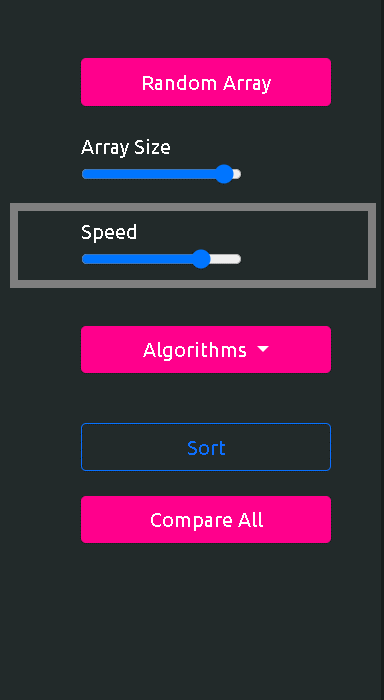 Random Array
Array Size
Speed
Algorithms
Sort
Compare All